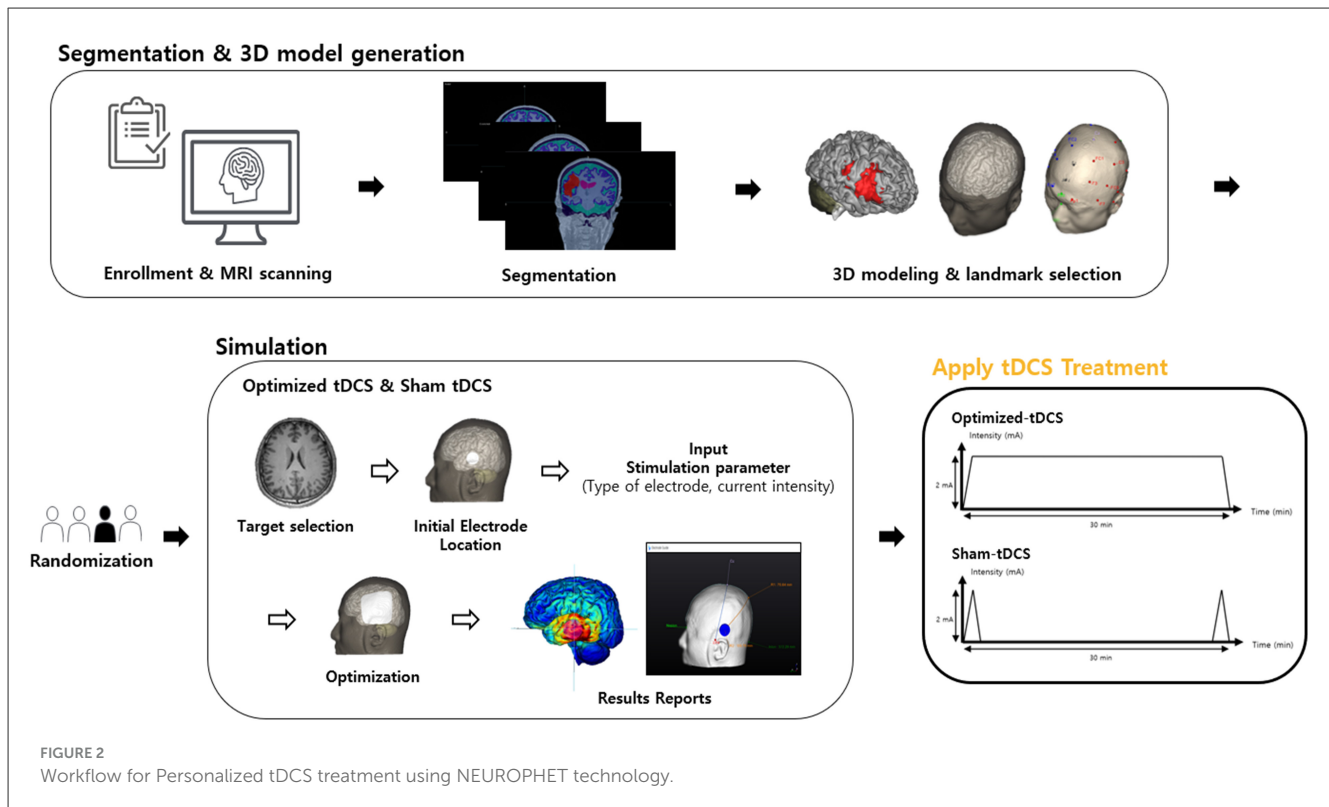 Segmentation & 3D model generation
Enrollment & MRI scanning
Segmentation
3D modeling & landmark selection
Simulation
Optimized tDCS & Sham tDCS
Input
Stimulation parameter
(Type of electrode, current intensity)
Target selection
Initial Electrode
Location
Randomization
Optimization
Results Reports
Apply tDCS Treatment
Optimized-tDCS
Intensity (mA)
2 mA
Time (min)
30 min
Sham-tDCS
Intensity (mA)
2 mA
Time (min)
30 min
FIGURE 2
Workflow for Personalized tDCS treatment using NEUROPHET technology.